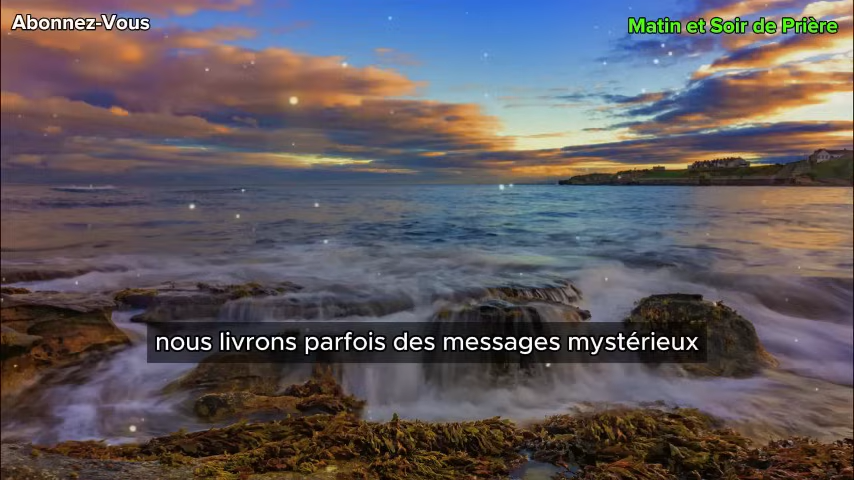 Abonnez-Vous
Matin et Soir de Prière
nous livrons parfois des messages mystérieux